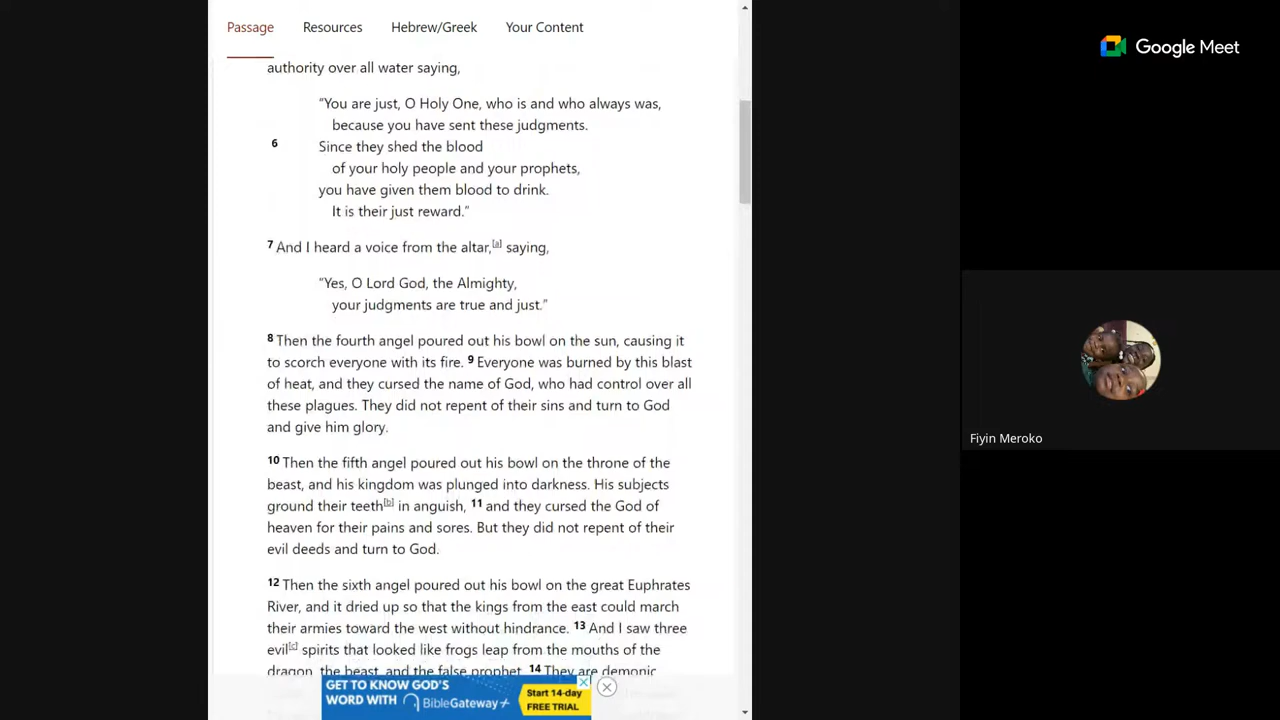 Passage Resources Hebrew/Greek Your Content
authority over all water saying,
“You are just, O Holy One, who is and who always was,
because you have sent these judgments.
6 Since they shed the blood
of your holy people and your prophets,
you have given them blood to drink.
It is their just reward.”
7 And I heard a voice from the altar,[a] saying,
“Yes, O Lord God, the Almighty,
your judgments are true and just.”
8 Then the fourth angel poured out his bowl on the sun, causing it
to scorch everyone with its fire. 9 Everyone was burned by this blast
of heat, and they cursed the name of God, who had control over all
these plagues. They did not repent of their sins and turn to God
and give him glory.
10 Then the fifth angel poured out his bowl on the throne of the
beast, and his kingdom was plunged into darkness. His subjects
ground their teeth[b] in anguish, 11 and they cursed the God of
heaven for their pains and sores. But they did not repent of their
evil deeds and turn to God.
12 Then the sixth angel poured out his bowl on the great Euphrates
River, and it dried up so that the kings from the east could march
their armies toward the west without hindrance. 13 And I saw three
evil[c] spirits that looked like frogs leap from the mouths of the
dragon, the beast, and the false prophet. 14 They are demonic
GET TO KNOW GOD'S
WORD WITH BibleGateway+
Start 14-day
FREE TRIAL
Google Meet
Fiyin Meroko